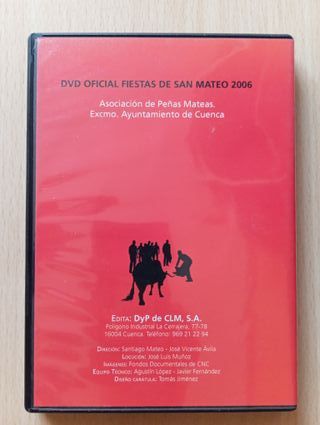 DVD OFICIAL FIESTAS DE SAN MATEO 2006
Asociación de Peñas Mateas.
Excmo. Ayuntamiento de Cuenca
EDITA: DyP de CLM, S.A.
Polígono Industrial La Cerrajera, 77-78
16004 Cuenca. Teléfono: 969 21 22 94
DIRECIÓN: Santiago Mateo - José Vicente Ávila
LOCUCIÓN: José Luis Muñoz
IMÁGENES: Fondos Documentales de CNC
EQUIPO TÉCNICO: Agustín López - Javier Fernández
DISEÑO CARÁTULA: Tomás Jiménez